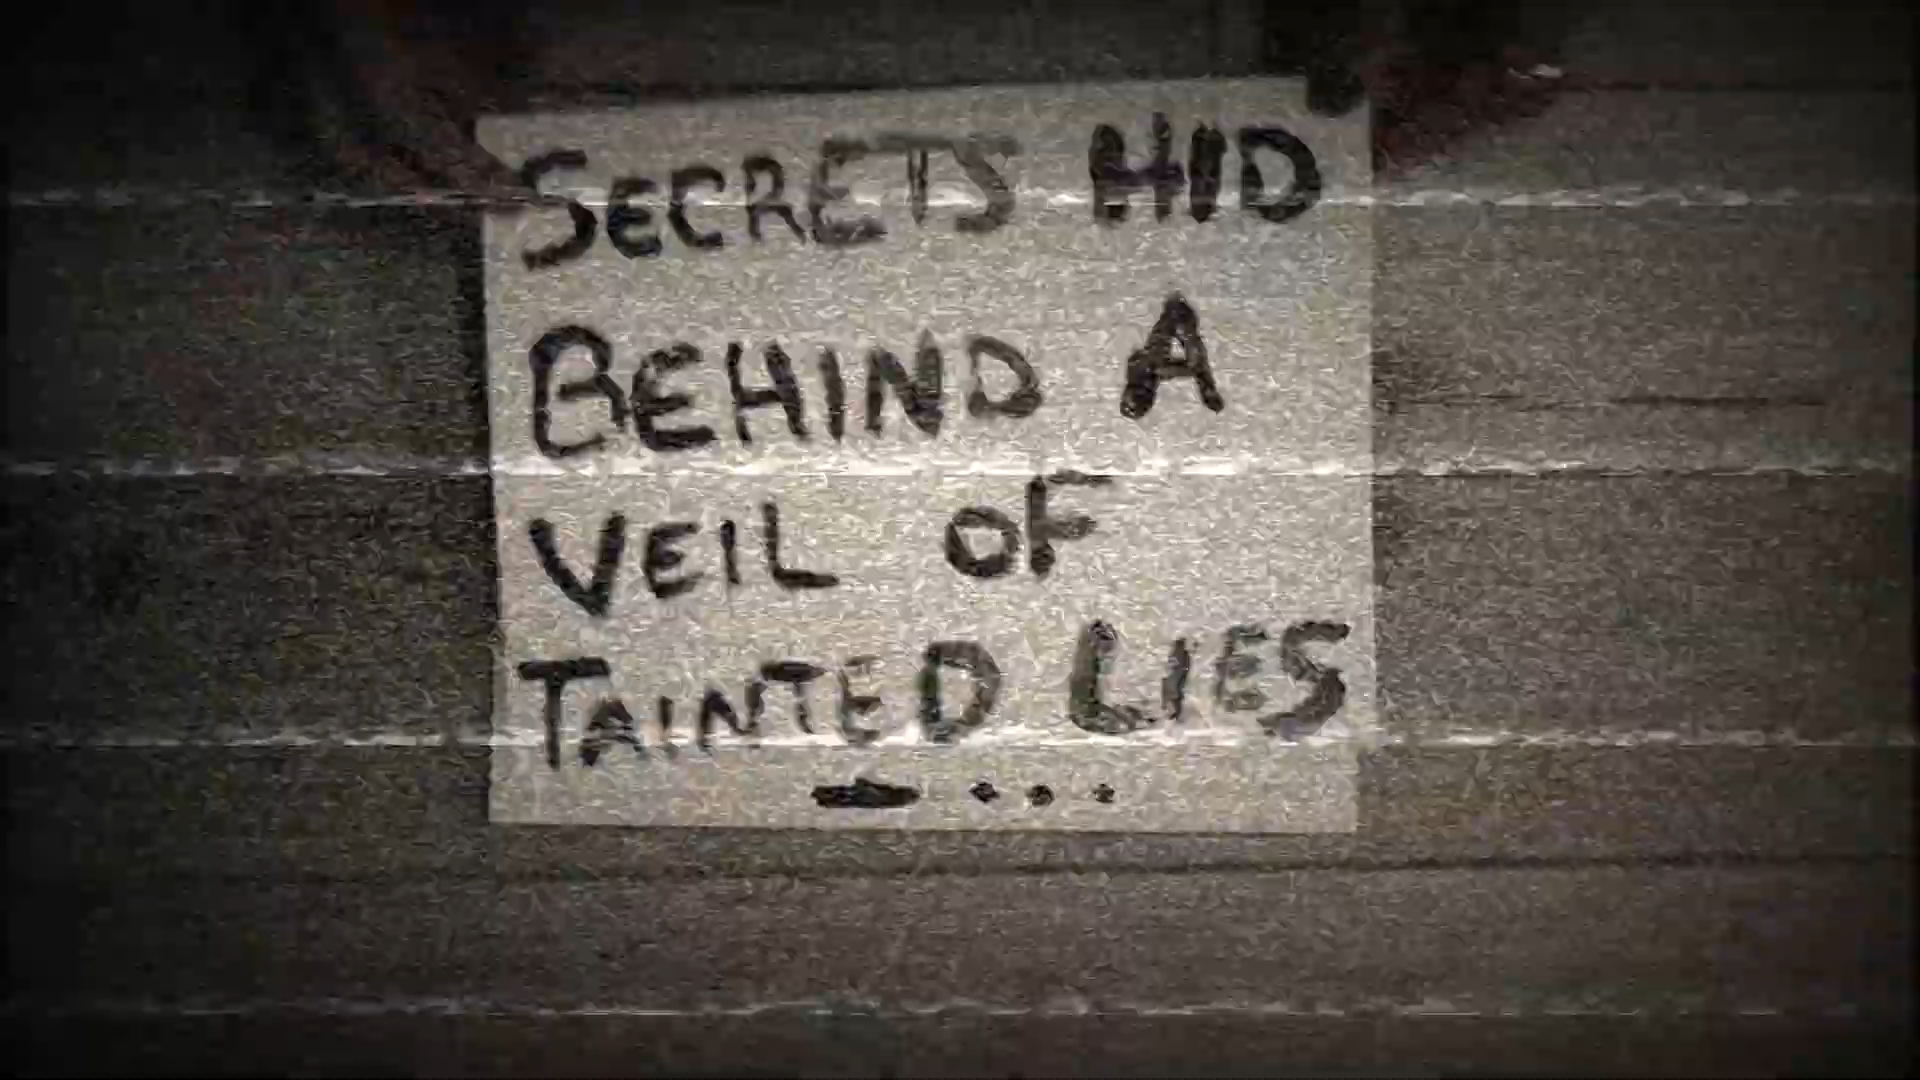 SECRETS HID
BEHIND A
VEIL OF
TAINTED LIES
- ...